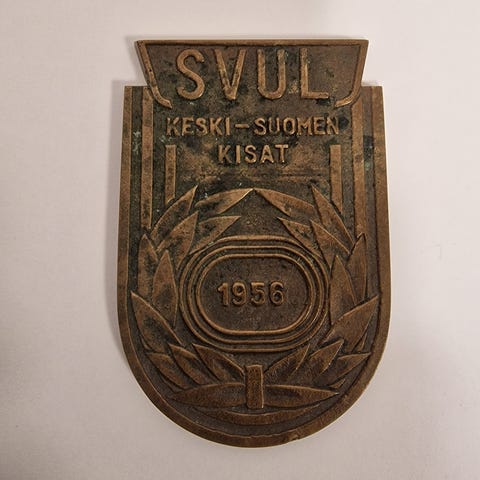 SVUL
KESKI-SUOMEN
KISAT
1956